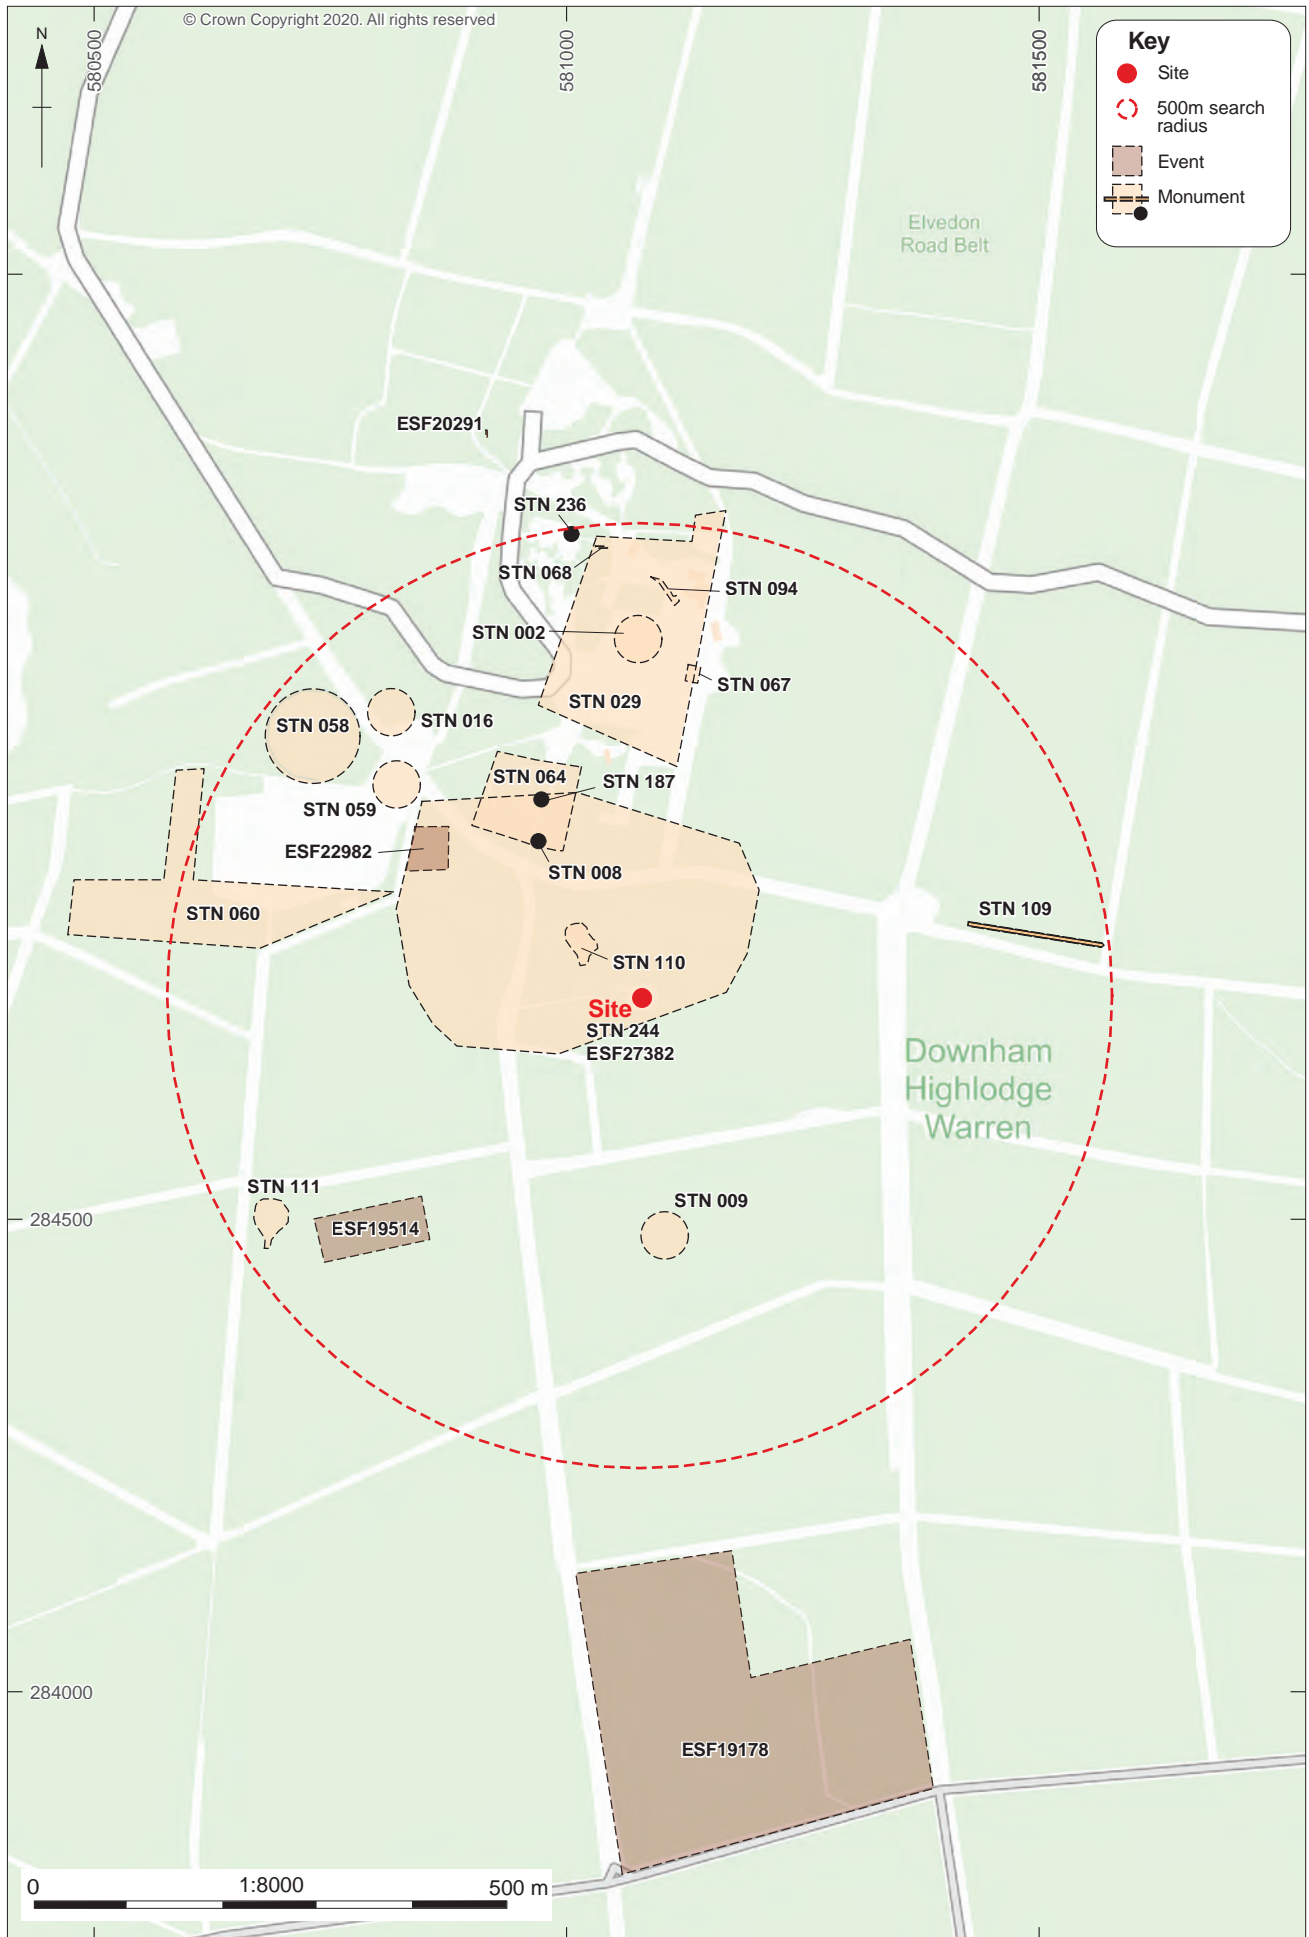 © Crown Copyright 2020. All rights reserved
N
580500
581000
581500
Key
Site
500m search
radius
Event
Monument
Elvedon
Road Belt
ESF20291
STN 236
STN 068
STN 094
STN 002
STN 067
STN 029
STN 058
STN 016
STN 064
STN 187
STN 059
ESF22982
STN 008
STN 060
STN 109
STN 110
Site
STN 244
ESF27382
Downham
Highlodge
Warren
STN 111
STN 009
284500
ESF19514
284000
ESF19178
0
1:8000
500 m